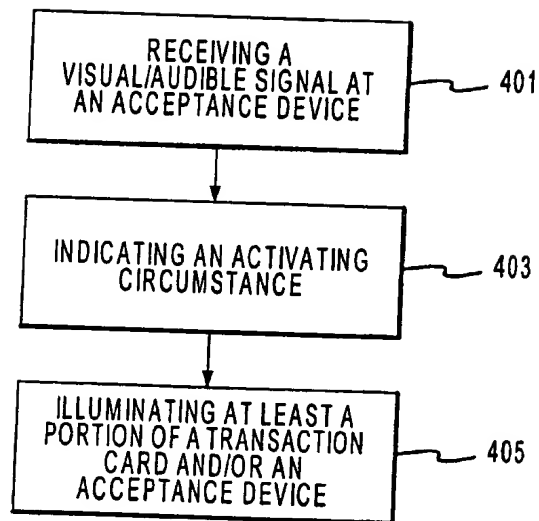 RECEIVING A
VISUAL/AUDIBLE SIGNAL AT
AN ACCEPTANCE DEVICE
401
INDICATING AN ACTIVATING
CIRCUMSTANCE
403
ILLUMINATING AT LEAST A
PORTION OF A TRANSACTION
CARD AND/OR AN
ACCEPTANCE DEVICE
405